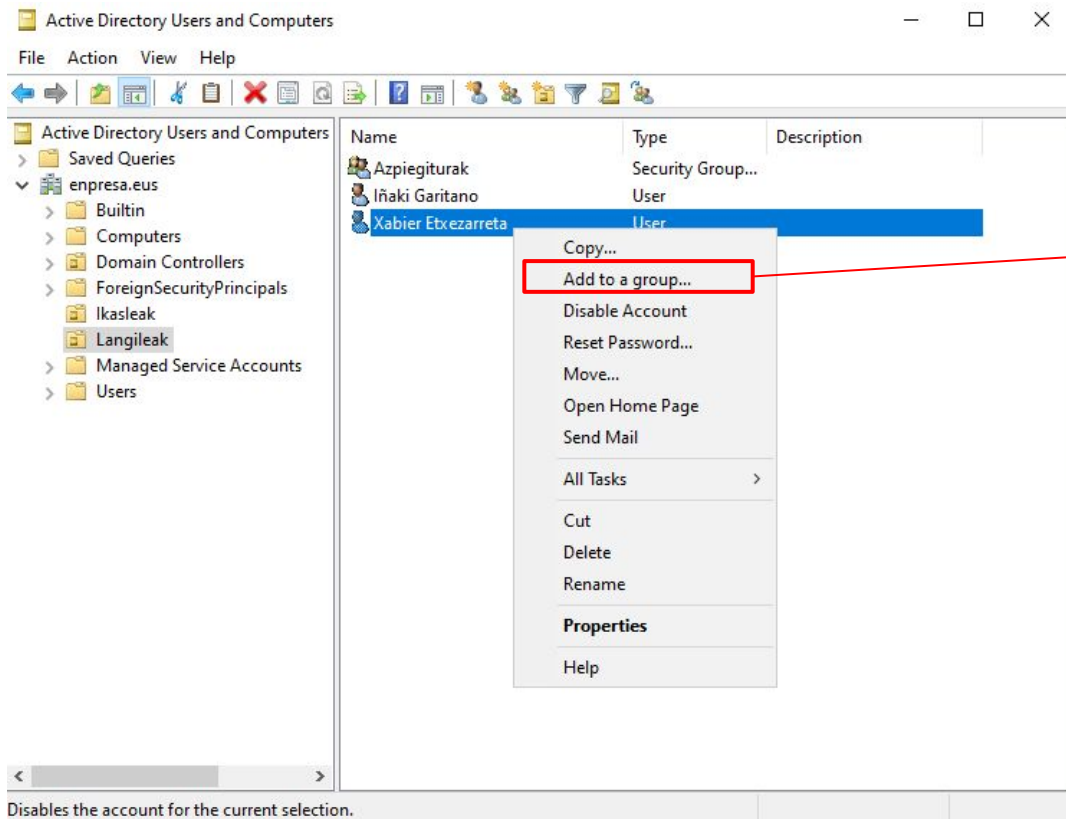 Active Directory Users and Computers
File Action View Help
Active Directory Users and Computers
Saved Queries
enpresa.eus
Builtin
Computers
Domain Controllers
ForeignSecurityPrincipals
Ikasleak
Langileak
Managed Service Accounts
Users
Name Type Description
Azpiegiturak Security Group...
Iñaki Garitano User
Xabier Etxezarreta User
Copy...
Add to a group...
Disable Account
Reset Password...
Move...
Open Home Page
Send Mail
All Tasks
Cut
Delete
Rename
Properties
Help
Disables the account for the current selection.